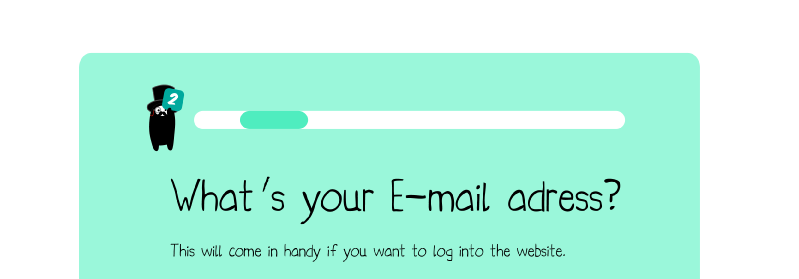 2
What's your E-mail adress?
This will come in handy if you want to log into the website.